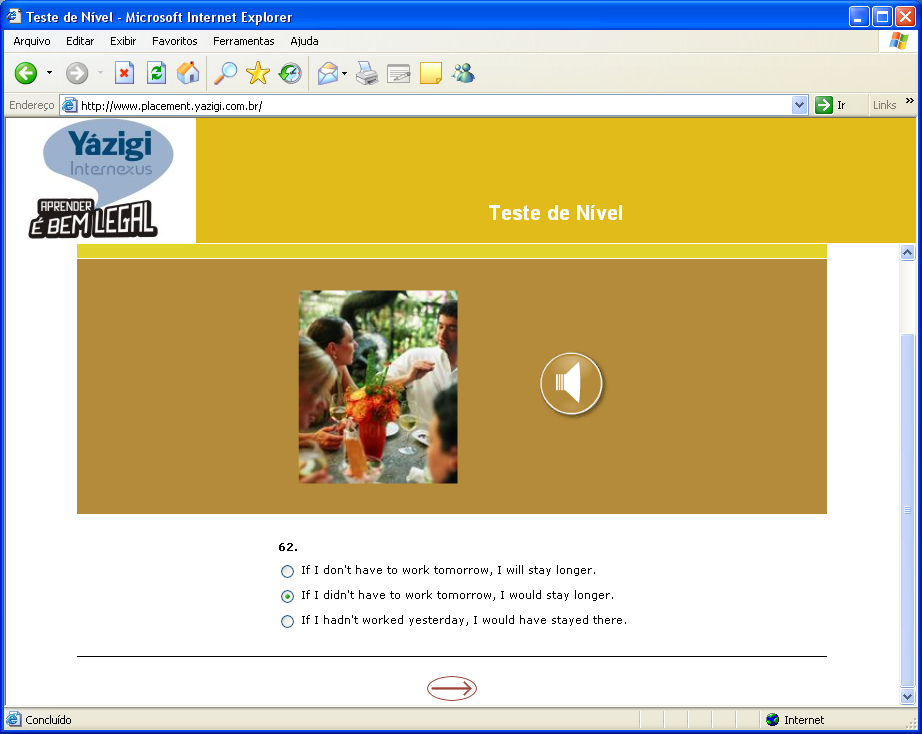 Teste de Nível - Microsoft Internet Explorer
Arquivo Editar Exibir Favoritos Ferramentas Ajuda
Endereço http://www.placement.yazigi.com.br/ Ir Links »
Yázigi
Internexus
APRENDER
É BEM LEGAL
Teste de Nível
62.
If I don't have to work tomorrow, I will stay longer.
If I didn't have to work tomorrow, I would stay longer.
If I hadn't worked yesterday, I would have stayed there.
Concluído Internet